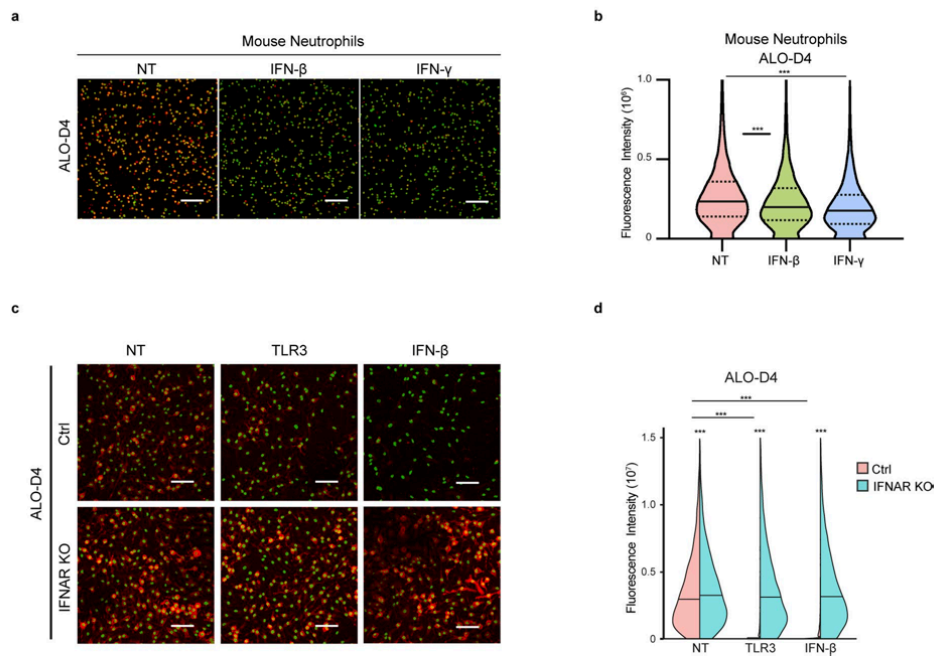 a
Mouse Neutrophils
NT IFN-β IFN-γ
ALO-D4
b
Mouse Neutrophils
ALO-D4
Fluorescence Intensity (10⁶)
1.0
0.5
0
***
***
NT IFN-β IFN-γ
c
NT TLR3 IFN-β
ALO-D4
Ctrl
IFNAR KO
d
ALO-D4
Fluorescence Intensity (10⁷)
1.5
1.0
0.5
0
***
***
*** *** ***
Ctrl
IFNAR KO
NT TLR3 IFN-β